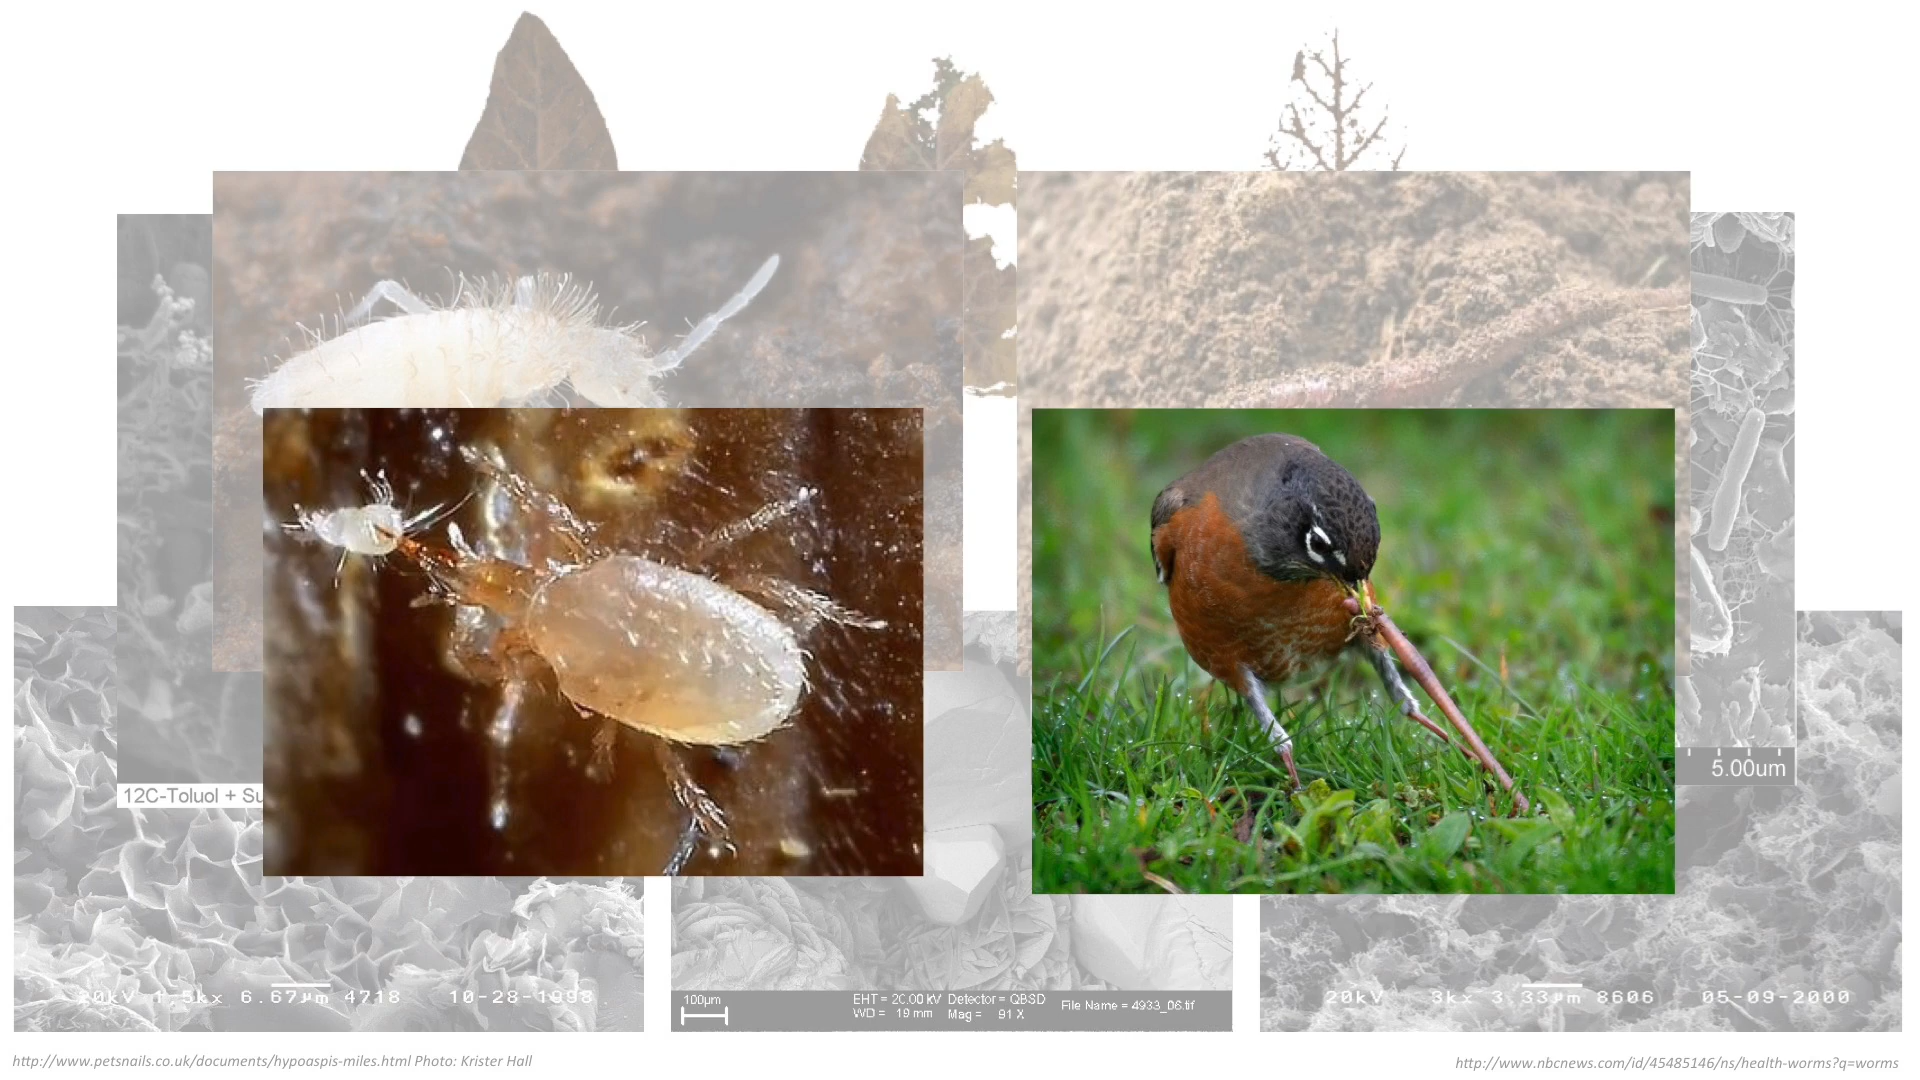 12C-Toluol + Su
5.00um
20kV 1,5kx 6.67µm 4718 10-28-1998
100µm
EHT = 20.00 kV Detector = QBSD
WD = 19 mm Mag = 91 X
File Name = 4933_06.tif
20kV 3kx 3.33µm 8606 05-09-2000
http://www.petsnails.co.uk/documents/hypoaspis-miles.html Photo: Krister Hall
http://www.nbcnews.com/id/45485146/ns/health-worms?q=worms